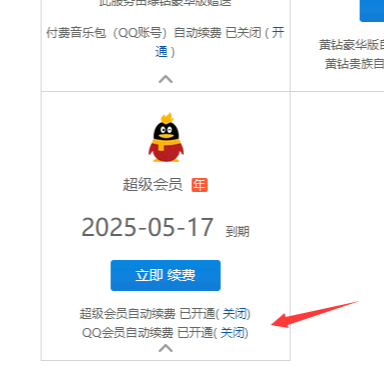 此服务由绿钻豪华版赠送
付费音乐包（QQ账号）自动续费 已关闭 ( 开
通 )
黄钻豪华版自
黄钻贵族自
超级会员 年
2025-05-17 到期
立即 续费
超级会员自动续费 已开通( 关闭)
QQ会员自动续费 已开通( 关闭)